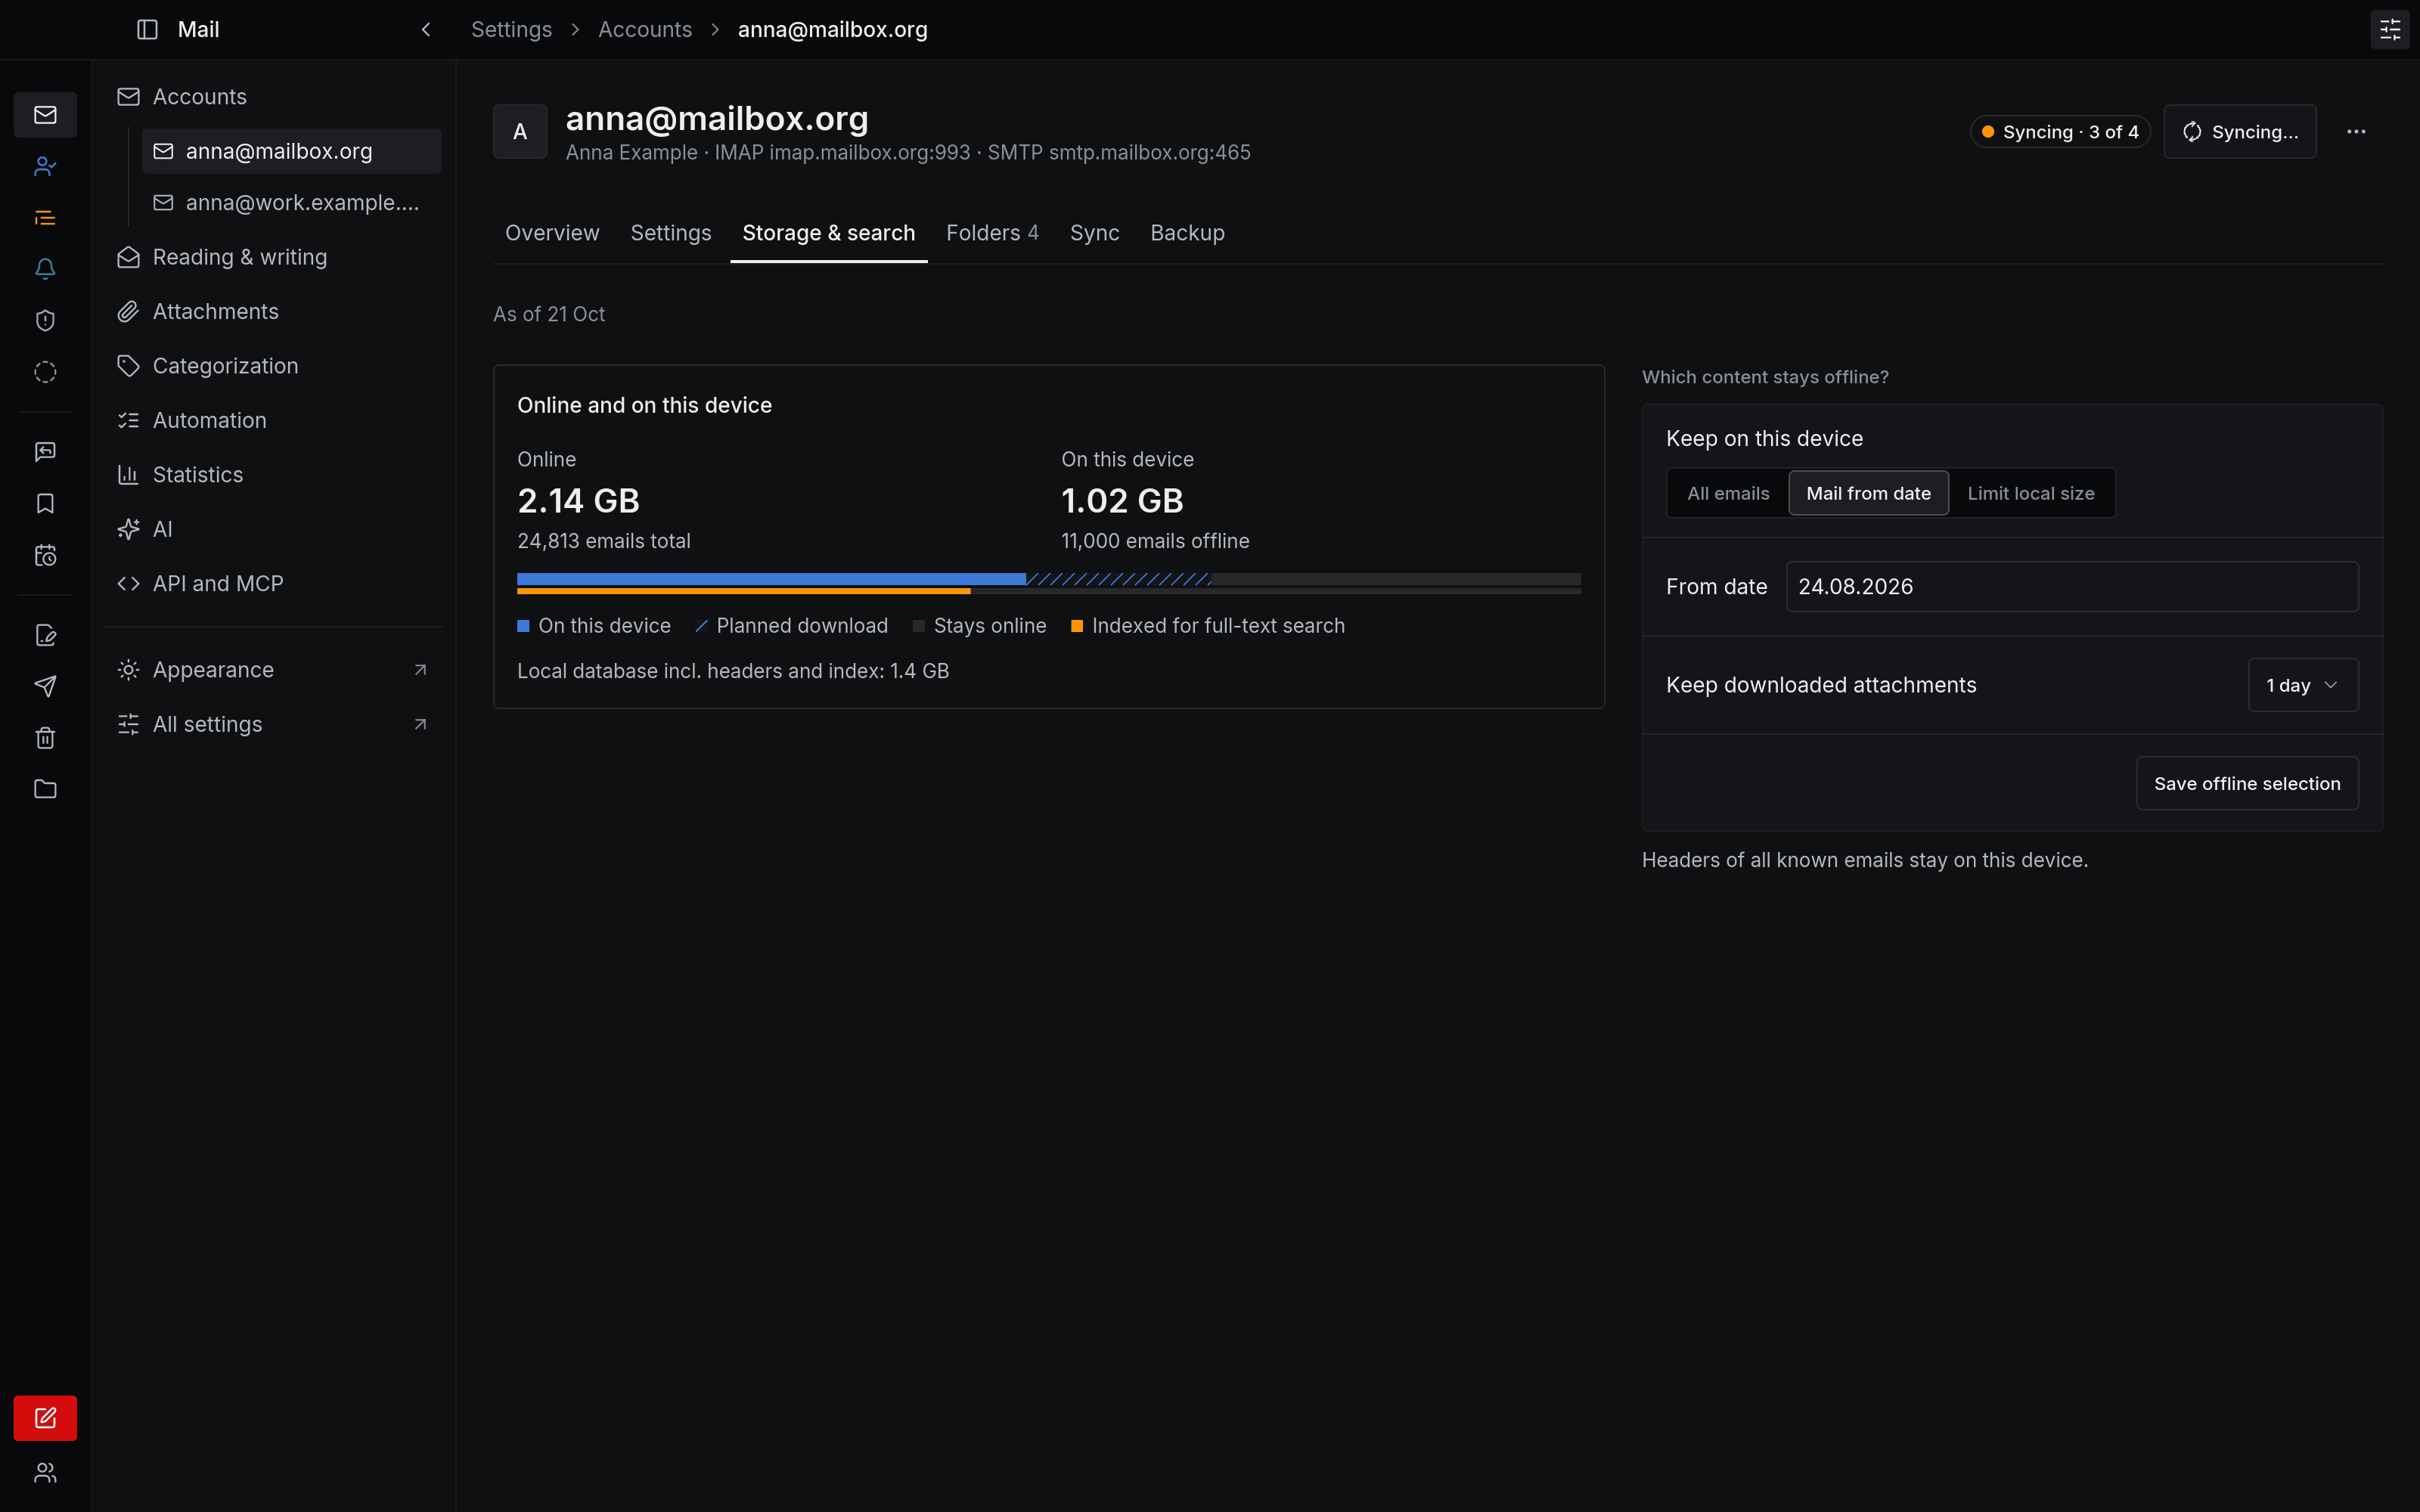 Mail
Settings > Accounts > anna@mailbox.org
Accounts
anna@mailbox.org
anna@work.example....
Reading & writing
Attachments
Categorization
Automation
Statistics
AI
API and MCP
Appearance
All settings
A
anna@mailbox.org
Anna Example · IMAP imap.mailbox.org:993 · SMTP smtp.mailbox.org:465
Syncing · 3 of 4
Syncing...
Overview Settings Storage & search Folders 4 Sync Backup
As of 21 Oct
Online and on this device
Online
2.14 GB
24,813 emails total
On this device
1.02 GB
11,000 emails offline
On this device Planned download Stays online Indexed for full-text search
Local database incl. headers and index: 1.4 GB
Which content stays offline?
Keep on this device
All emails Mail from date Limit local size
From date 24.08.2026
Keep downloaded attachments 1 day
Save offline selection
Headers of all known emails stay on this device.